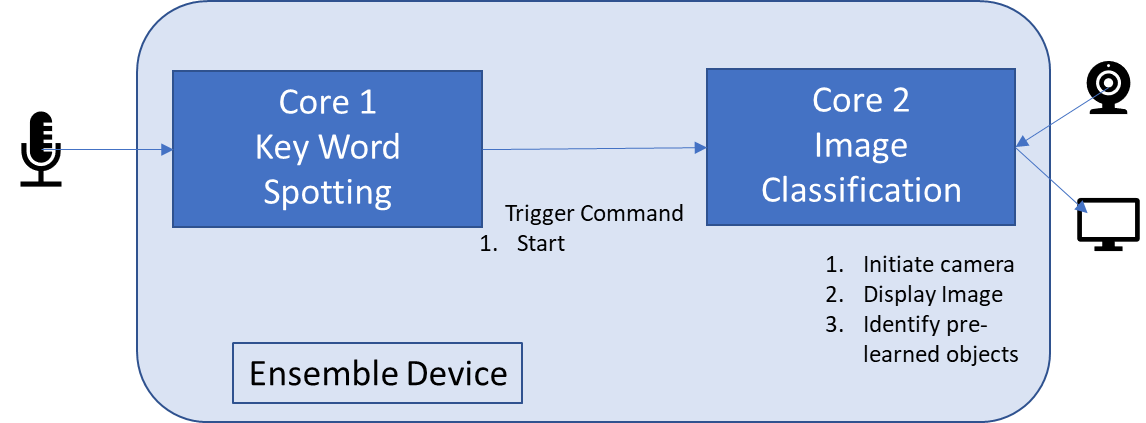 Core 1
Key Word
Spotting
Core 2
Image
Classification
Trigger Command
1. Start
1. Initiate camera
2. Display Image
3. Identify pre-
learned objects
Ensemble Device